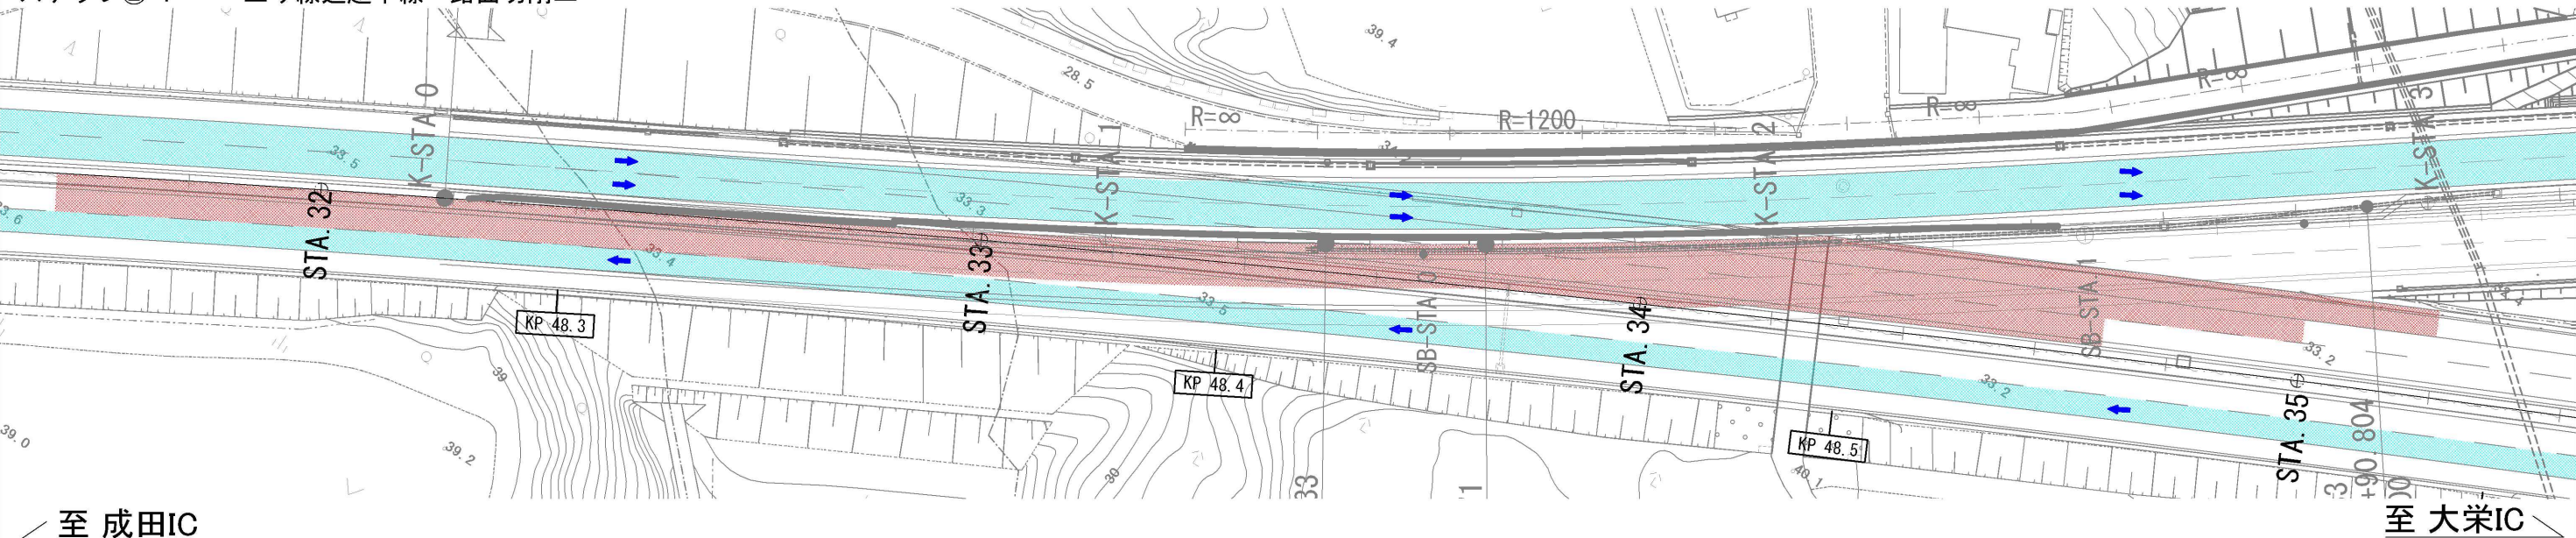 39.4
28.5
R=∞
R=1200
R=∞
R=∞
K-STA 0
K-STA 1
K-STA 2
K-STA 3
33.5
33.3
33.4
33.5
33.2
33.2
STA. 32
STA. 33
STA. 34
STA. 35
SB-STA 0
SB-STA 1
KP 48.3
KP 48.4
KP 48.5
39
39.0
39.2
30
40.1
+90.804
至 成田IC
至 大栄IC